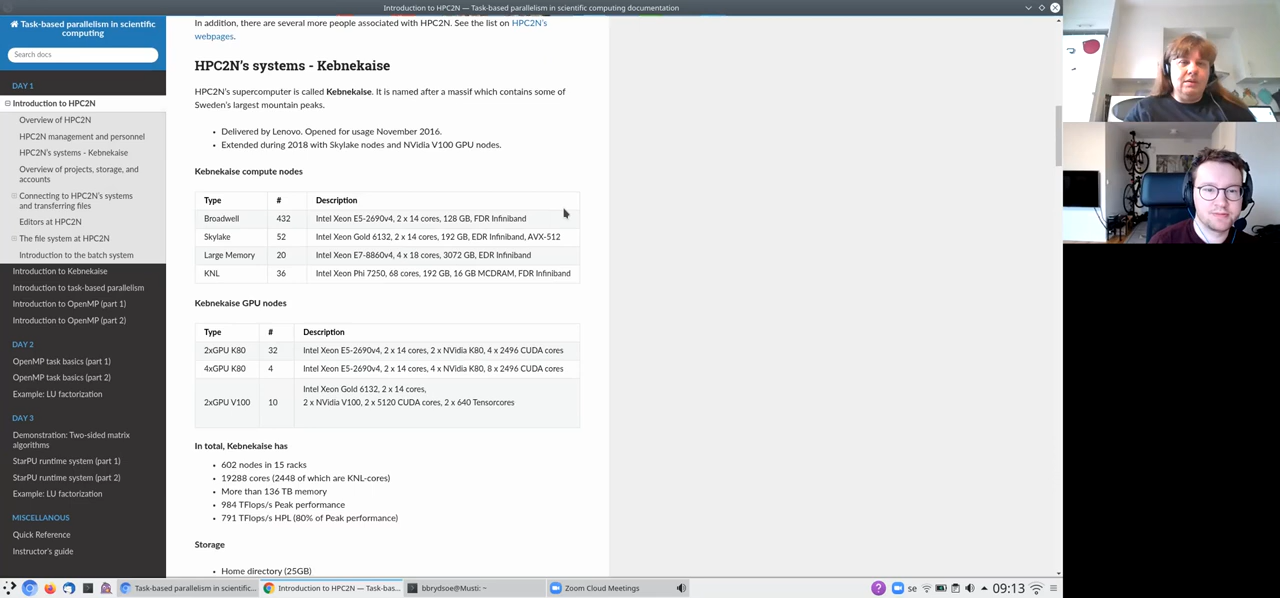 Introduction to HPC2N — Task-based parallelism in scientific computing documentation
Task-based parallelism in scientific
computing
Search docs
DAY 1
Introduction to HPC2N
Overview of HPC2N
HPC2N management and personnel
HPC2N's systems - Kebnekaise
Overview of projects, storage, and
accounts
Connecting to HPC2N's systems
and transferring files
Editors at HPC2N
The file system at HPC2N
Introduction to the batch system
Introduction to Kebnekaise
Introduction to task-based parallelism
Introduction to OpenMP (part 1)
Introduction to OpenMP (part 2)
DAY 2
OpenMP task basics (part 1)
OpenMP task basics (part 2)
Example: LU factorization
DAY 3
Demonstration: Two-sided matrix
algorithms
StarPU runtime system (part 1)
StarPU runtime system (part 2)
Example: LU factorization
MISCELLANEOUS
Quick Reference
Instructor's guide
In addition, there are several more people associated with HPC2N. See the list on HPC2N's
webpages.
HPC2N's systems - Kebnekaise
HPC2N's supercomputer is called Kebnekaise. It is named after a massif which contains some of
Sweden's largest mountain peaks.
• Delivered by Lenovo. Opened for usage November 2016.
• Extended during 2018 with Skylake nodes and NVidia V100 GPU nodes.
Kebnekaise compute nodes
Type # Description
Broadwell 432 Intel Xeon E5-2690v4, 2 x 14 cores, 128 GB, FDR Infiniband
Skylake 52 Intel Xeon Gold 6132, 2 x 14 cores, 192 GB, EDR Infiniband, AVX-512
Large Memory 20 Intel Xeon E7-8860v4, 4 x 18 cores, 3072 GB, EDR Infiniband
KNL 36 Intel Xeon Phi 7250, 68 cores, 192 GB, 16 GB MCDRAM, FDR Infiniband
Kebnekaise GPU nodes
Type # Description
2xGPU K80 32 Intel Xeon E5-2690v4, 2 x 14 cores, 2 x NVidia K80, 4 x 2496 CUDA cores
4xGPU K80 4 Intel Xeon E5-2690v4, 2 x 14 cores, 4 x NVidia K80, 8 x 2496 CUDA cores
Intel Xeon Gold 6132, 2 x 14 cores,
2xGPU V100 10 2 x NVidia V100, 2 x 5120 CUDA cores, 2 x 640 Tensorcores
In total, Kebnekaise has
• 602 nodes in 15 racks
• 19288 cores (2448 of which are KNL-cores)
• More than 136 TB memory
• 984 TFlops/s Peak performance
• 791 TFlops/s HPL (80% of Peak performance)
Storage
• Home directory (25GB)
Task-based parallelism in scientific... Introduction to HPC2N — Task-bas... bbrydsoe@Musti: ~ Zoom Cloud Meetings se 09:13